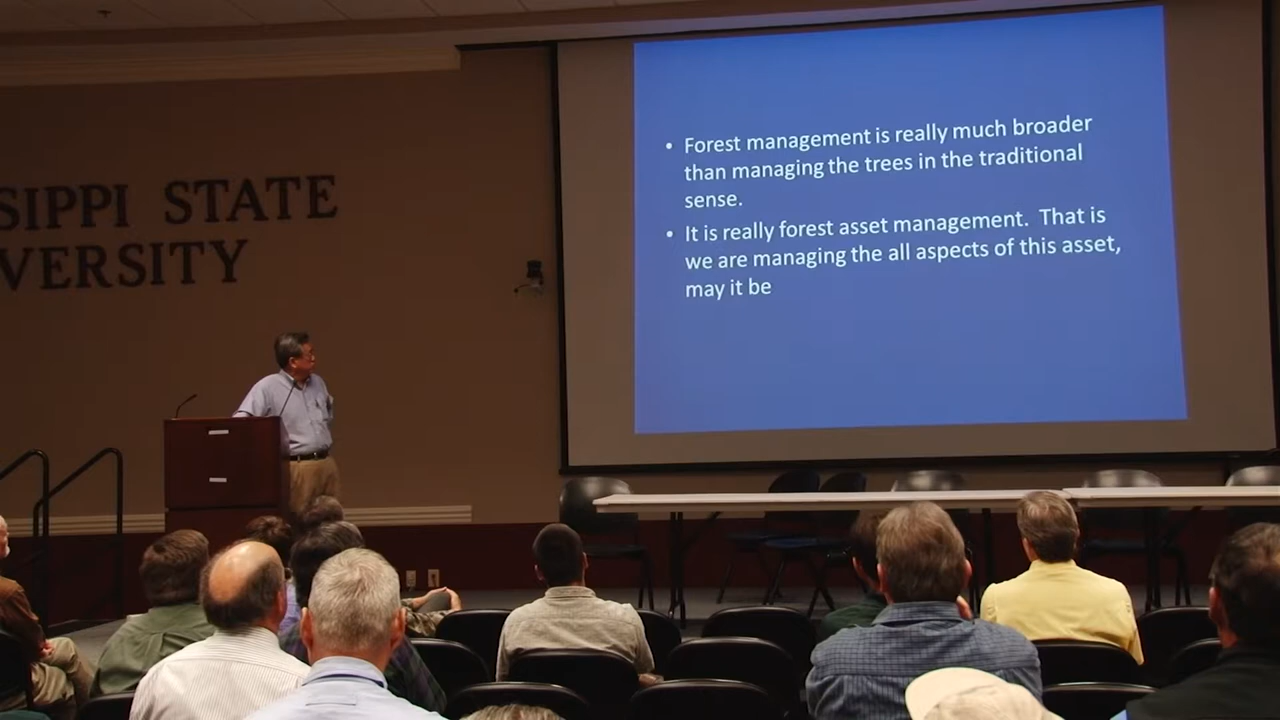 SIPPI STATE
VERSITY
• Forest management is really much broader
than managing the trees in the traditional
sense.
• It is really forest asset management.  That is
we are managing the all aspects of this asset,
may it be